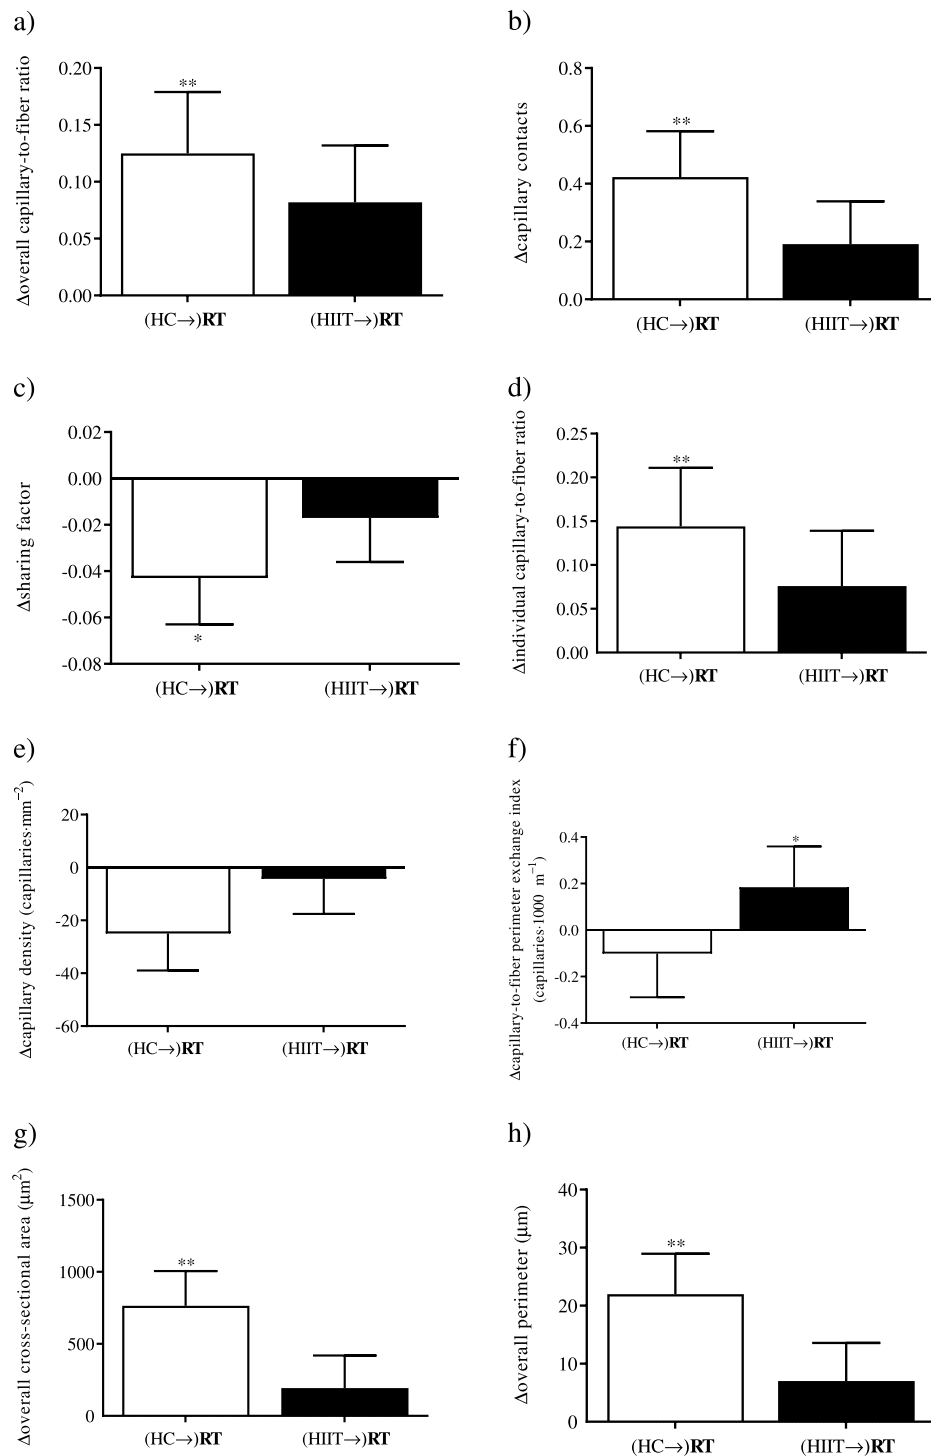 a)
Δoverall capillary-to-fiber ratio
0.20
0.15
0.10
0.05
0.00
**
(HC→)RT
(HIIT→)RT
b)
Δcapillary contacts
0.8
0.6
0.4
0.2
0.0
**
(HC→)RT
(HIIT→)RT
c)
Δsharing factor
0.02
0.00
-0.02
-0.04
-0.06
-0.08
*
(HC→)RT
(HIIT→)RT
d)
Δindividual capillary-to-fiber ratio
0.25
0.20
0.15
0.10
0.05
0.00
**
(HC→)RT
(HIIT→)RT
e)
Δcapillary density (capillaries·mm⁻²)
20
0
-20
-40
-60
(HC→)RT
(HIIT→)RT
f)
Δcapillary-to-fiber perimeter exchange index
(capillaries·1000 m⁻¹)
0.4
0.2
0.0
-0.2
-0.4
*
(HC→)RT
(HIIT→)RT
g)
Δoverall cross-sectional area (μm²)
1500
1000
500
0
**
(HC→)RT
(HIIT→)RT
h)
Δoverall perimeter (μm)
40
30
20
10
0
**
(HC→)RT
(HIIT→)RT